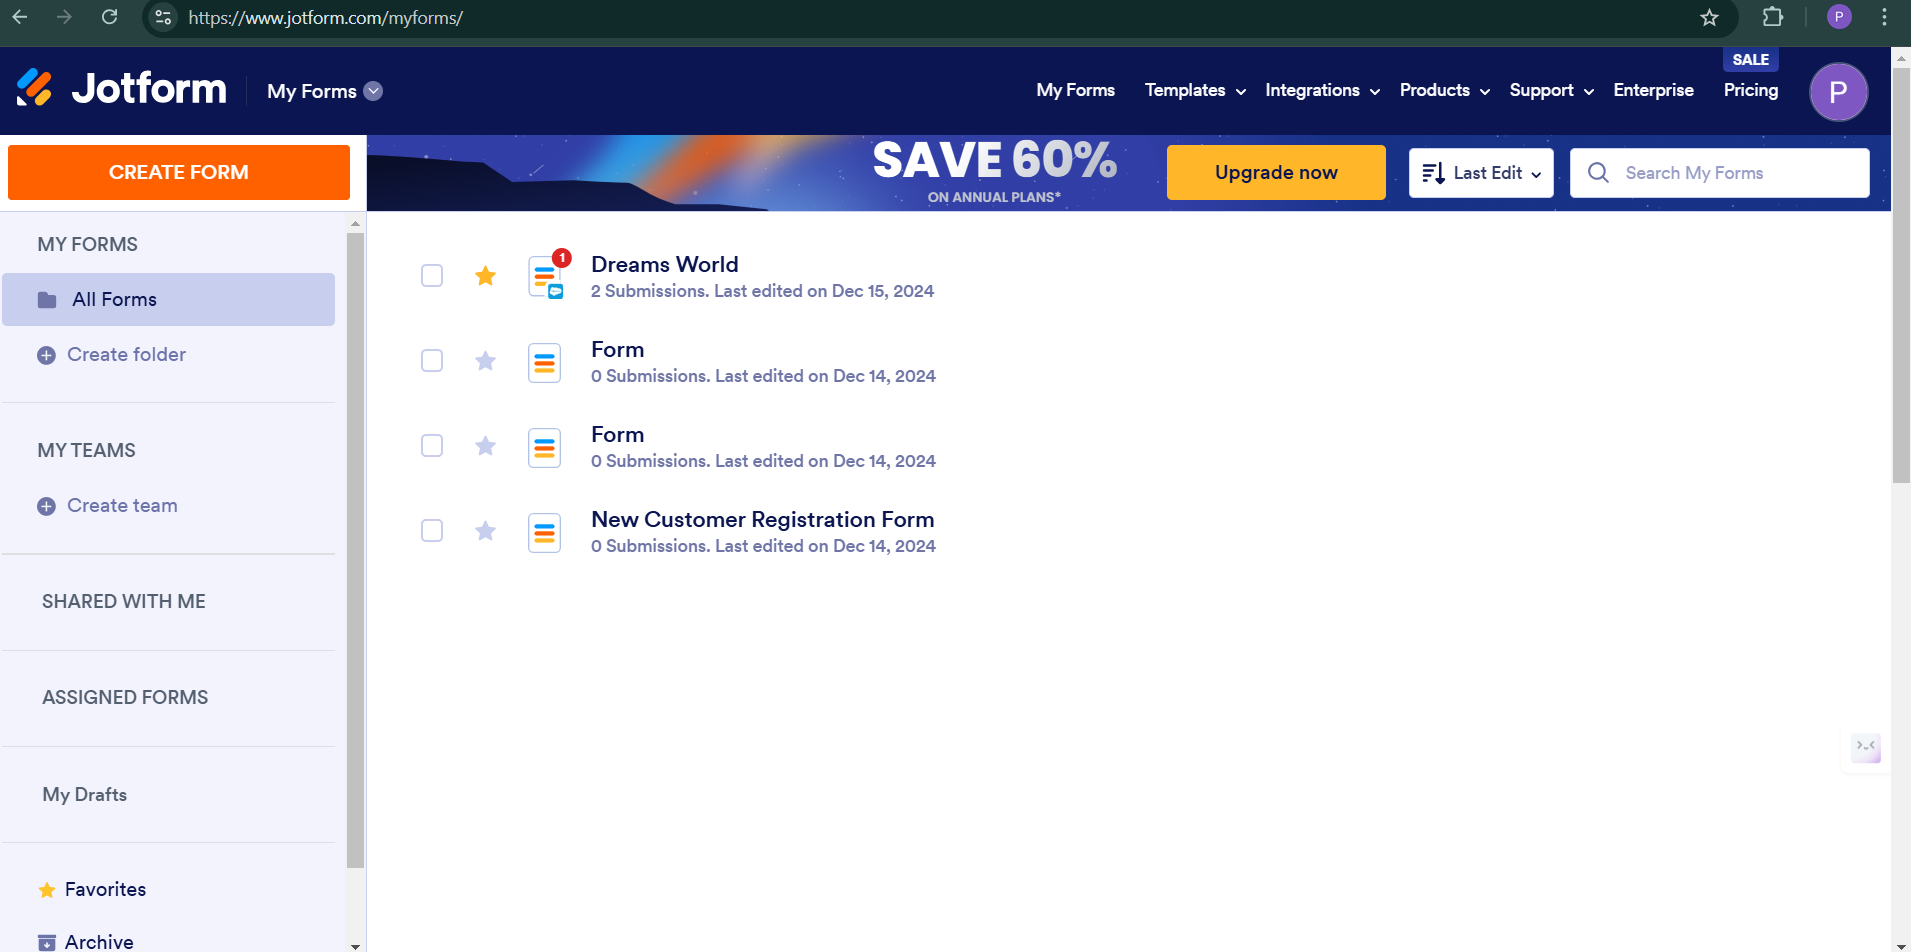 https://www.jotform.com/myforms/
P
Jotform
My Forms
My Forms
Templates
Integrations
Products
Support
Enterprise
SALE
Pricing
P
CREATE FORM
SAVE 60%
ON ANNUAL PLANS*
Upgrade now
Last Edit
Search My Forms
MY FORMS
All Forms
Create folder
MY TEAMS
Create team
SHARED WITH ME
ASSIGNED FORMS
My Drafts
Favorites
Archive
1
Dreams World
2 Submissions. Last edited on Dec 15, 2024
Form
0 Submissions. Last edited on Dec 14, 2024
Form
0 Submissions. Last edited on Dec 14, 2024
New Customer Registration Form
0 Submissions. Last edited on Dec 14, 2024